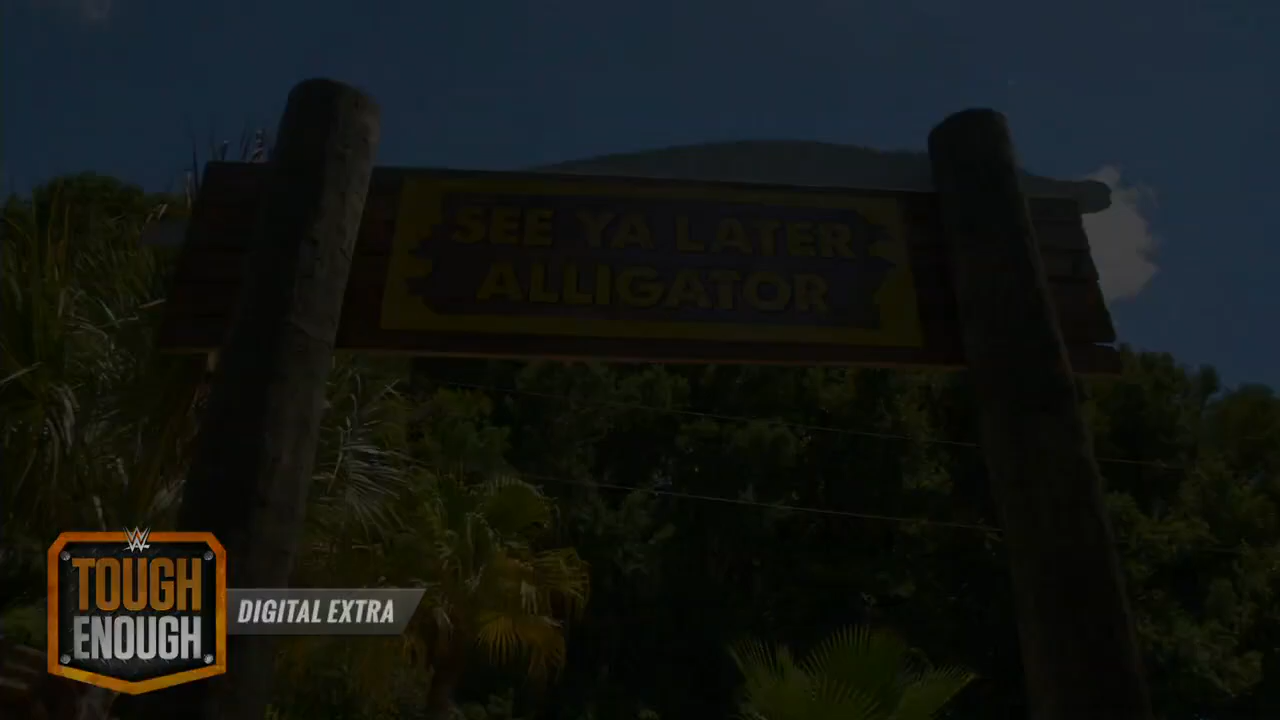 SEE YA LATER
ALLIGATOR
W
TOUGH
ENOUGH
DIGITAL EXTRA